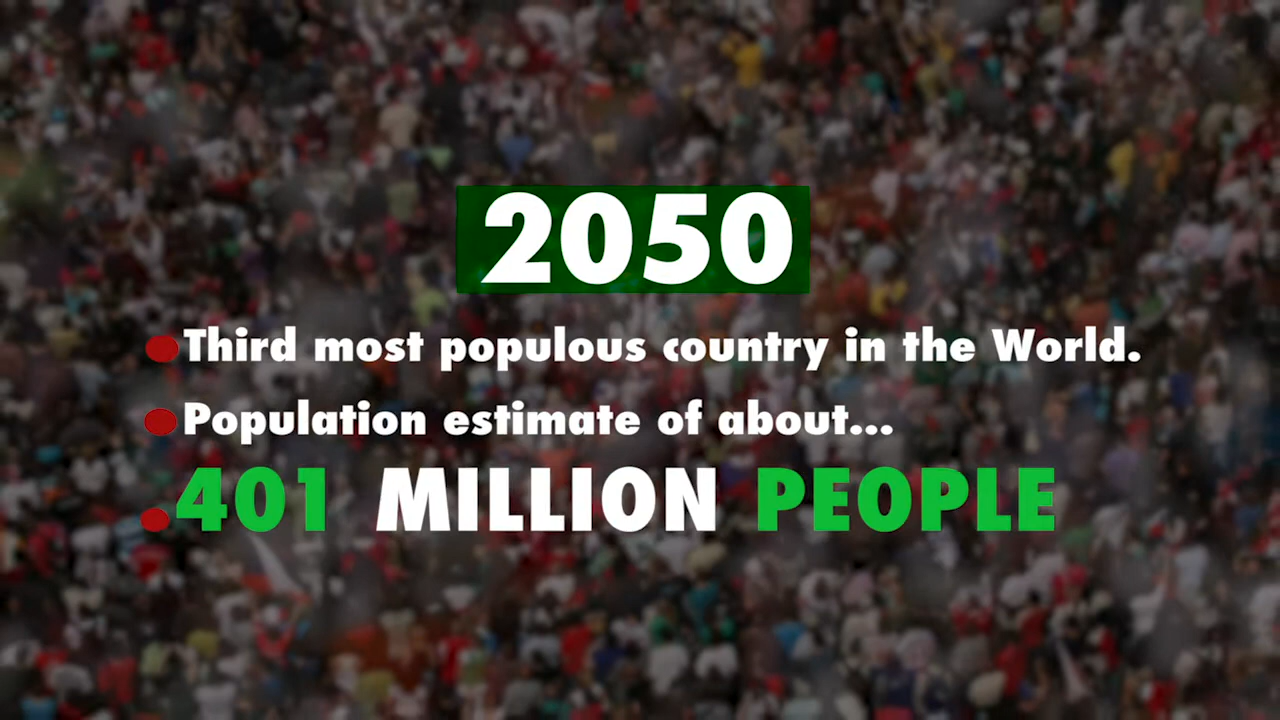 2050
Third most populous country in the World.
Population estimate of about...
401 MILLION PEOPLE